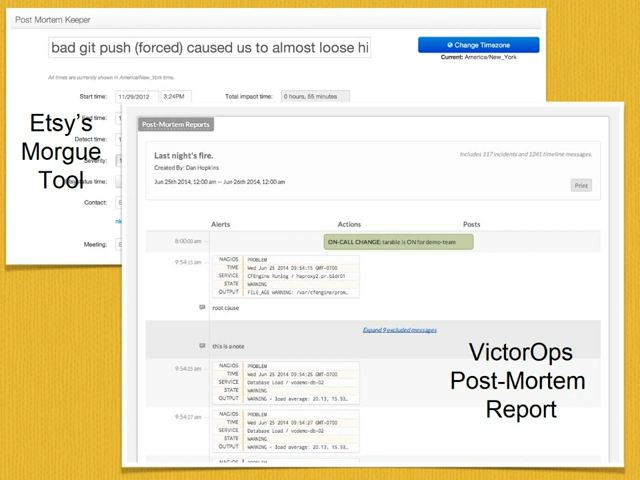 Post Mortem Keeper
bad git push (forced) caused us to almost loose hi
Change Timezone
Current: America/New_York
All times are currently shown in America/New_York time.
Start time: 11/29/2012 3:24PM Total impact time: 0 hours, 55 minutes
Etsy's
Morgue
Tool
Detect time:
Severity:
Contact:
Meeting:
Post-Mortem Reports
Last night's fire.
Includes 117 incidents and 1241 timeline messages.
Created By: Dan Hopkins
Jun 25th 2014, 12:00 am — Jun 26th 2014, 12:00 am
Print
Alerts Actions Posts
8:00:00 am
ON-CALL CHANGE: tarable is ON for demo-team
9:54:15 am
NAGIOS PROBLEM
TIME Wed Jun 25 2014 09:54:15 GMT-0700
SERVICE CFEngine Runlog / haproxy2.pr.bldrSt
STATE WARNING
OUTPUT FILE_AGE WARNING: /var/cfengine/prom...
root cause
Expand 9 excluded messages
this is a note
9:54:25 am
NAGIOS PROBLEM
TIME Wed Jun 25 2014 09:54:25 GMT-0700
SERVICE Database Load / vodemo-db-02
STATE WARNING
OUTPUT WARNING - load average: 20.13, 15.93...
9:54:27 am
NAGIOS PROBLEM
TIME Wed Jun 25 2014 09:54:27 GMT-0700
SERVICE Database Load / vodemo-db-02
STATE WARNING
OUTPUT WARNING - load average: 20.13, 15.93...
VictorOps
Post-Mortem
Report